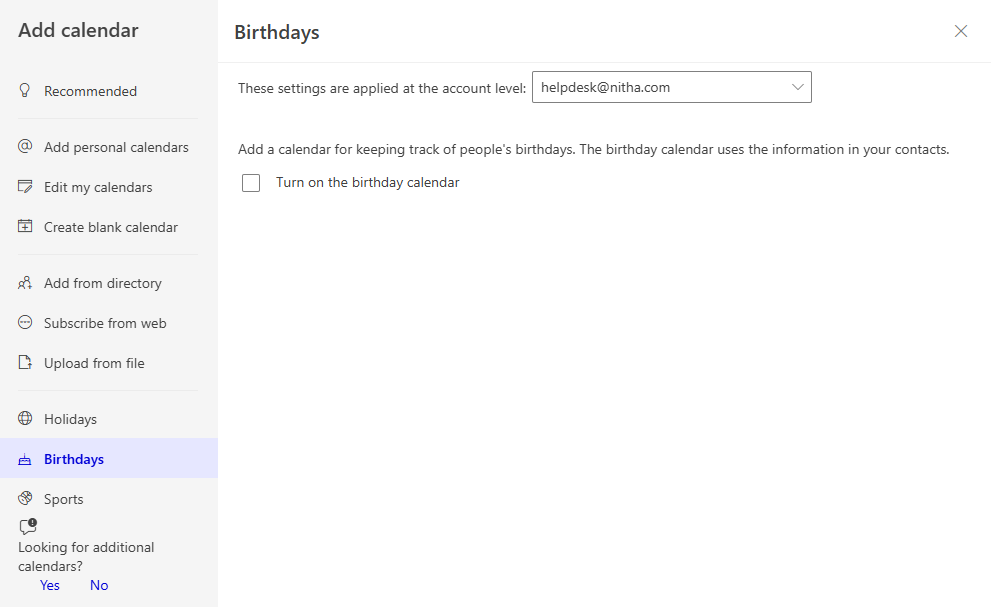 Add calendar
Recommended
Add personal calendars
Edit my calendars
Create blank calendar
Add from directory
Subscribe from web
Upload from file
Holidays
Birthdays
Sports
Looking for additional
calendars?
Yes No
Birthdays
These settings are applied at the account level: helpdesk@nitha.com
Add a calendar for keeping track of people's birthdays. The birthday calendar uses the information in your contacts.
Turn on the birthday calendar